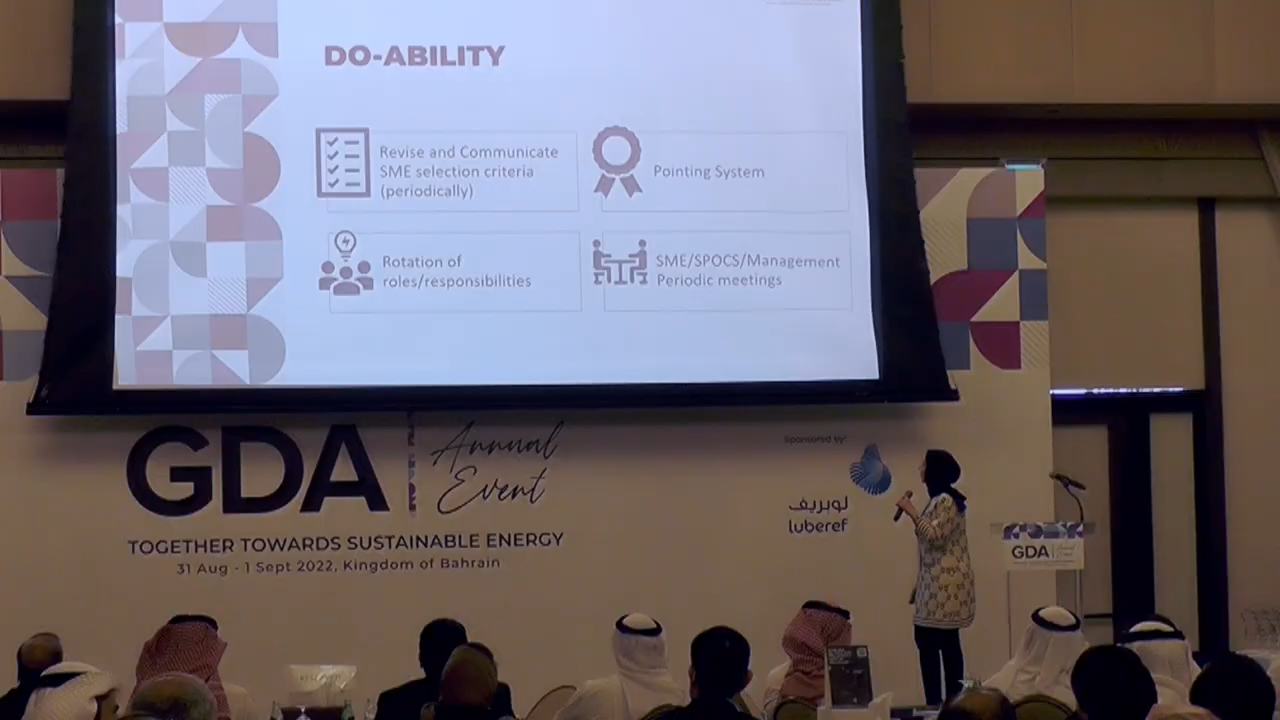 DO-ABILITY
Revise and Communicate
SME selection criteria
(periodically)
Pointing System
Rotation of
roles/responsibilities
SME/SPOCS/Management
Periodic meetings
GDA
Annual
Event
TOGETHER TOWARDS SUSTAINABLE ENERGY
31 Aug - 1 Sept 2022, Kingdom of Bahrain
Sponsored by:
لوبريف
luberef
GDA
Annual
Event